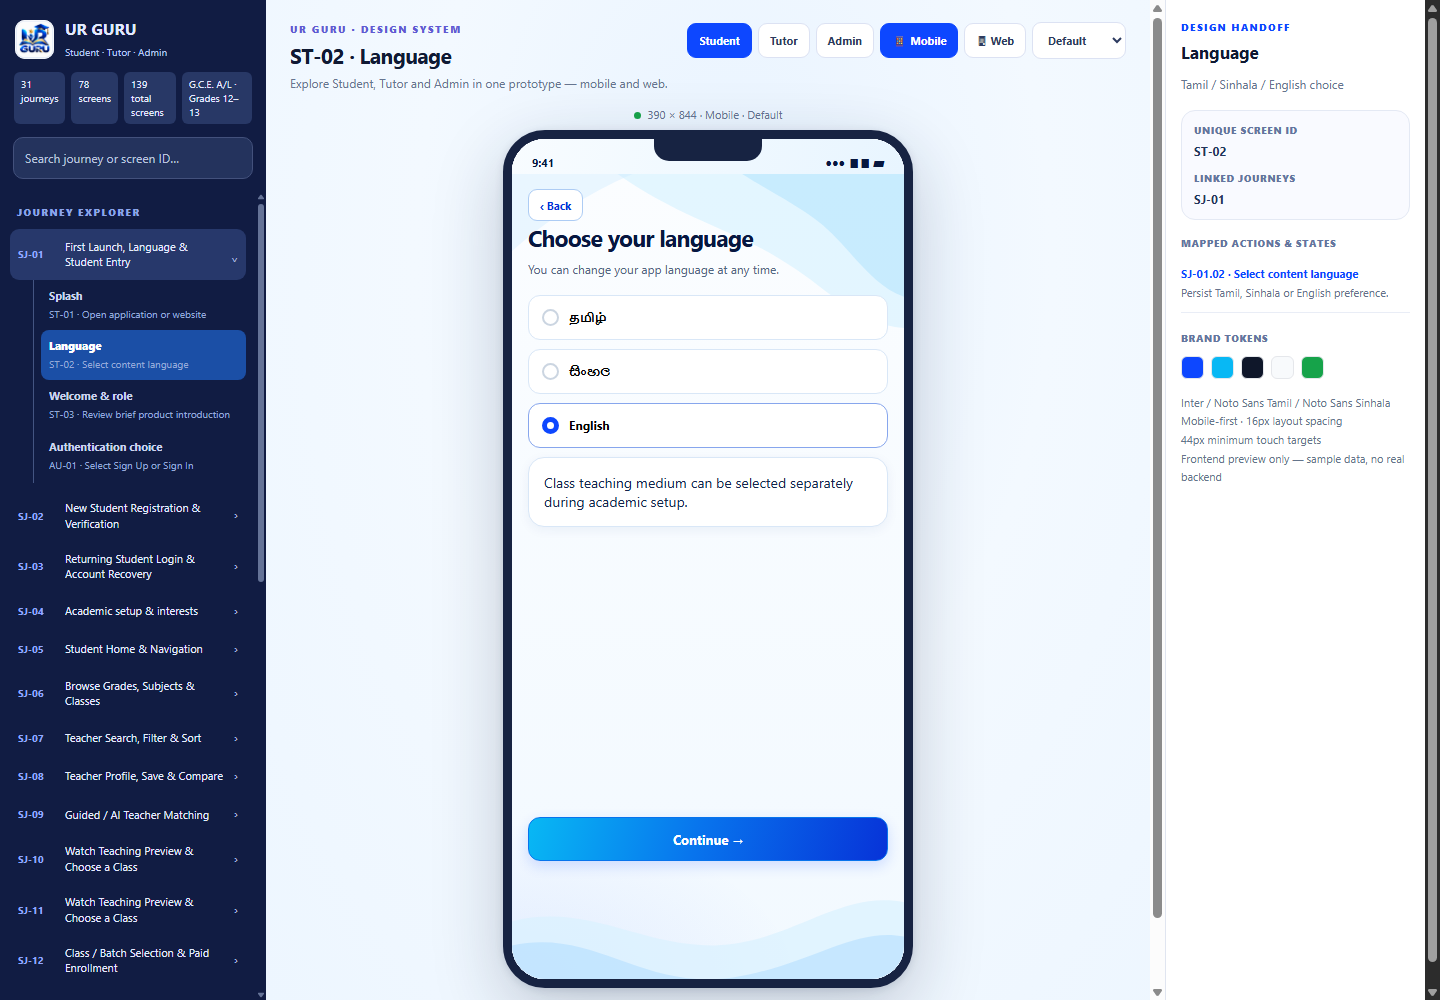 UR GURU
Student · Tutor · Admin
31 journeys
78 screens
139 total screens
G.C.E. A/L · Grades 12–13
Search journey or screen ID...
JOURNEY EXPLORER
SJ-01
First Launch, Language &
Student Entry
Splash
ST-01 · Open application or website
Language
ST-02 · Select content language
Welcome & role
ST-03 · Review brief product introduction
Authentication choice
AU-01 · Select Sign Up or Sign In
SJ-02
New Student Registration &
Verification
SJ-03
Returning Student Login &
Account Recovery
SJ-04
Academic setup & interests
SJ-05
Student Home & Navigation
SJ-06
Browse Grades, Subjects &
Classes
SJ-07
Teacher Search, Filter & Sort
SJ-08
Teacher Profile, Save & Compare
SJ-09
Guided / AI Teacher Matching
SJ-10
Watch Teaching Preview &
Choose a Class
SJ-11
Watch Teaching Preview &
Choose a Class
SJ-12
Class / Batch Selection & Paid
Enrollment
UR GURU · DESIGN SYSTEM
ST-02 · Language
Explore Student, Tutor and Admin in one prototype — mobile and web.
Student
Tutor
Admin
Mobile
Web
Default
390 × 844 · Mobile · Default
9:41
‹ Back
Choose your language
You can change your app language at any time.
தமிழ்
සිංහල
English
Class teaching medium can be selected separately
during academic setup.
Continue →
DESIGN HANDOFF
Language
Tamil / Sinhala / English choice
UNIQUE SCREEN ID
ST-02
LINKED JOURNEYS
SJ-01
MAPPED ACTIONS & STATES
SJ-01.02 · Select content language
Persist Tamil, Sinhala or English preference.
BRAND TOKENS
Inter / Noto Sans Tamil / Noto Sans Sinhala
Mobile-first · 16px layout spacing
44px minimum touch targets
Frontend preview only — sample data, no real
backend